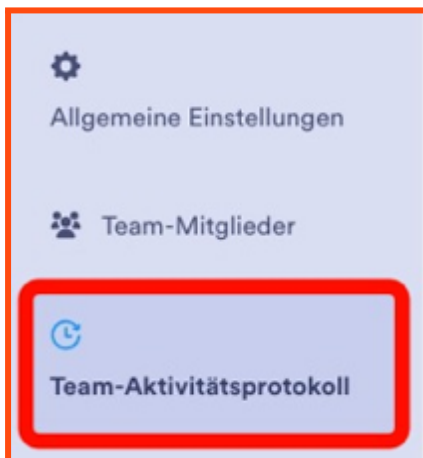 Allgemeine Einstellungen
Team-Mitglieder
Team-Aktivitätsprotokoll